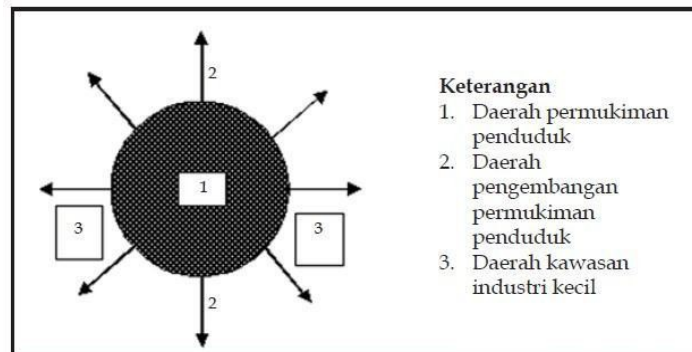 2
1
3
3
2
Keterangan
1. Daerah permukiman
penduduk
2. Daerah
pengembangan
permukiman
penduduk
3. Daerah kawasan
industri kecil